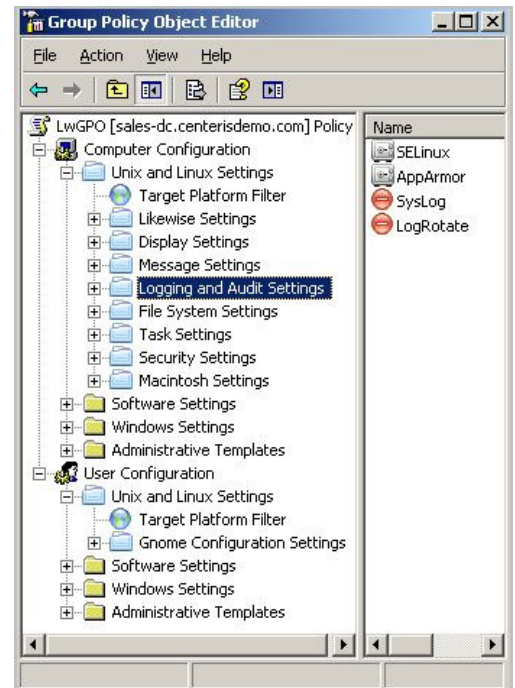 Group Policy Object Editor
File Action View Help
LwGPO [sales-dc.centerisdemo.com] Policy
Computer Configuration
Unix and Linux Settings
Target Platform Filter
Likewise Settings
Display Settings
Message Settings
Logging and Audit Settings
File System Settings
Task Settings
Security Settings
Macintosh Settings
Software Settings
Windows Settings
Administrative Templates
User Configuration
Unix and Linux Settings
Target Platform Filter
Gnome Configuration Settings
Software Settings
Windows Settings
Administrative Templates
Name
SELinux
AppArmor
SysLog
LogRotate